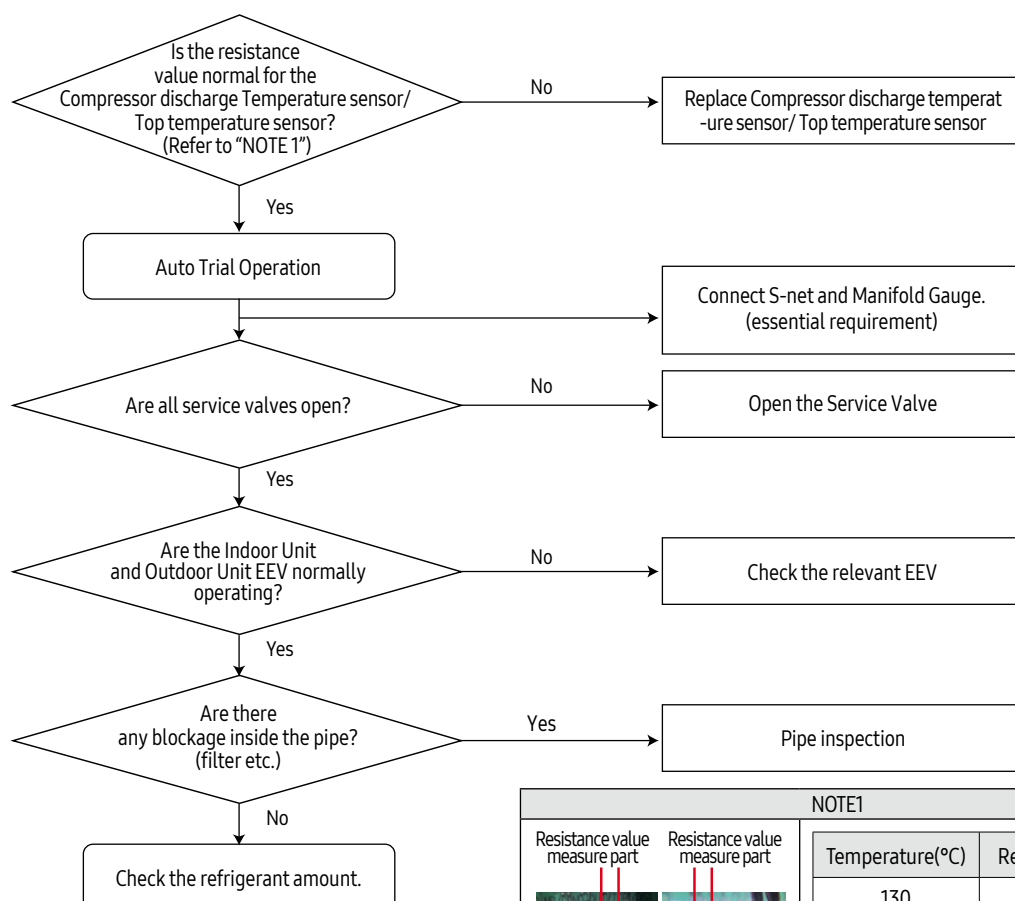 Is the resistance
value normal for the
Compressor discharge Temperature sensor/
Top temperature sensor?
(Refer to “NOTE 1”)
No
Replace Compressor discharge temperat
-ure sensor/ Top temperature sensor
Yes
Auto Trial Operation
Connect S-net and Manifold Gauge.
(essential requirement)
Are all service valves open?
No
Open the Service Valve
Yes
Are the Indoor Unit
and Outdoor Unit EEV normally
operating?
No
Check the relevant EEV
Yes
Are there
any blockage inside the pipe?
(filter etc.)
Yes
Pipe inspection
No
Check the refrigerant amount.
NOTE1
Resistance value
measure part
Resistance value
measure part
Temperature(°C)
Re
130